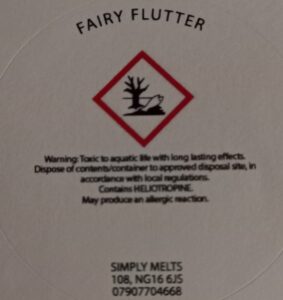 FAIRY FLUTTER
Warning: Toxic to aquatic life with long lasting effects.
Dispose of contents/container to approved disposal site, in
accordance with local regulations.
Contains HELIOTROPINE.
May produce an allergic reaction.
SIMPLY MELTS
108, NG16 6JS
07907704668